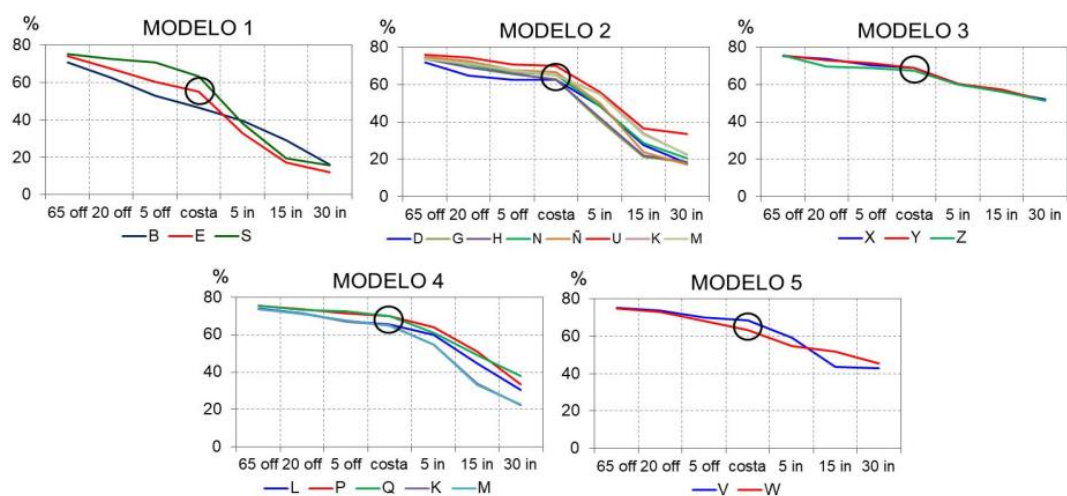 MODELO 1
%
80
60
40
20
0
65 off 20 off 5 off costa 5 in 15 in 30 in
B E S
MODELO 2
%
80
60
40
20
0
65 off 20 off 5 off costa 5 in 15 in 30 in
D G H N Ñ U K M
MODELO 3
%
80
60
40
20
0
65 off 20 off 5 off costa 5 in 15 in 30 in
X Y Z
MODELO 4
%
80
60
40
20
0
65 off 20 off 5 off costa 5 in 15 in 30 in
L P Q K M
MODELO 5
%
80
60
40
20
0
65 off 20 off 5 off costa 5 in 15 in 30 in
V W